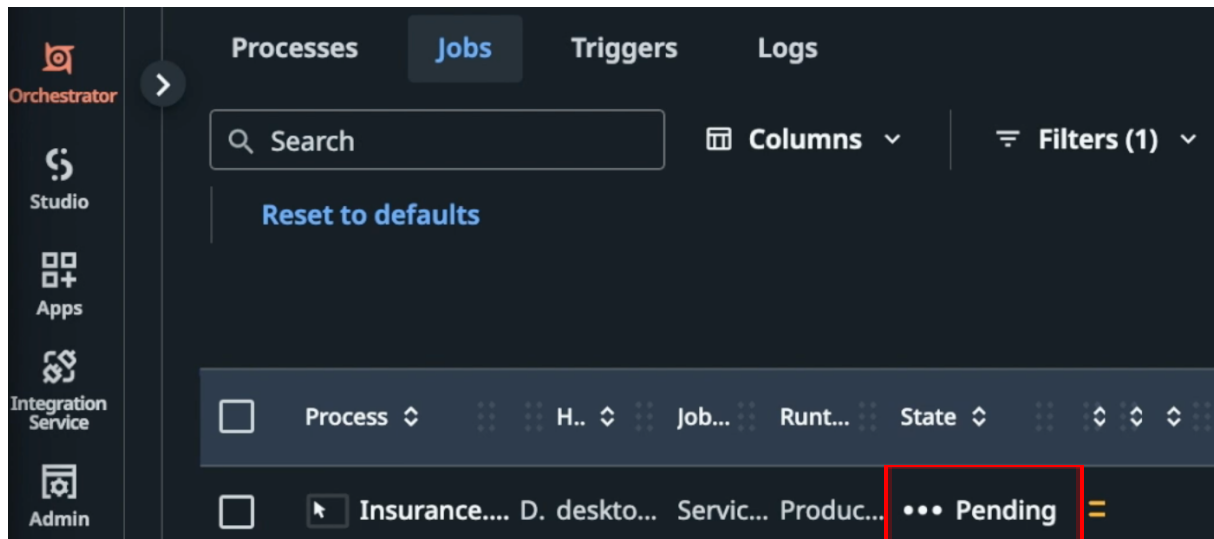 Orchestrator
Studio
Apps
Integration
Service
Admin
Processes Jobs Triggers Logs
Search Columns Filters (1)
Reset to defaults
Process H.. Job... Runt... State
Insurance.... D. deskto... Servic... Produc... ••• Pending